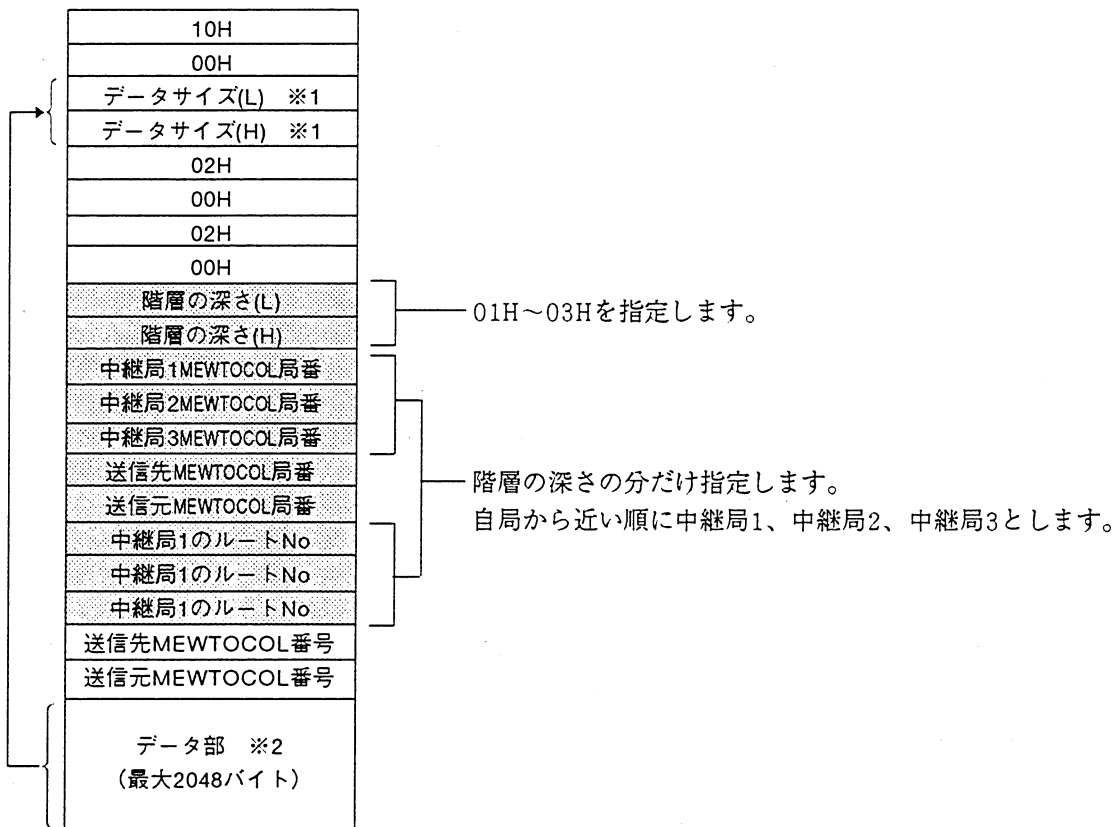 10H
00H
データサイズ(L) ※1
データサイズ(H) ※1
02H
00H
02H
00H
階層の深さ(L)
階層の深さ(H)
01H~03Hを指定します。
中継局1MEWTOCOL局番
中継局2MEWTOCOL局番
中継局3MEWTOCOL局番
送信先MEWTOCOL局番
送信元MEWTOCOL局番
中継局1のルートNo
中継局1のルートNo
中継局1のルートNo
階層の深さの分だけ指定します。
自局から近い順に中継局1、中継局2、中継局3とします。
送信先MEWTOCOL番号
送信元MEWTOCOL番号
データ部 ※2
(最大2048バイト)